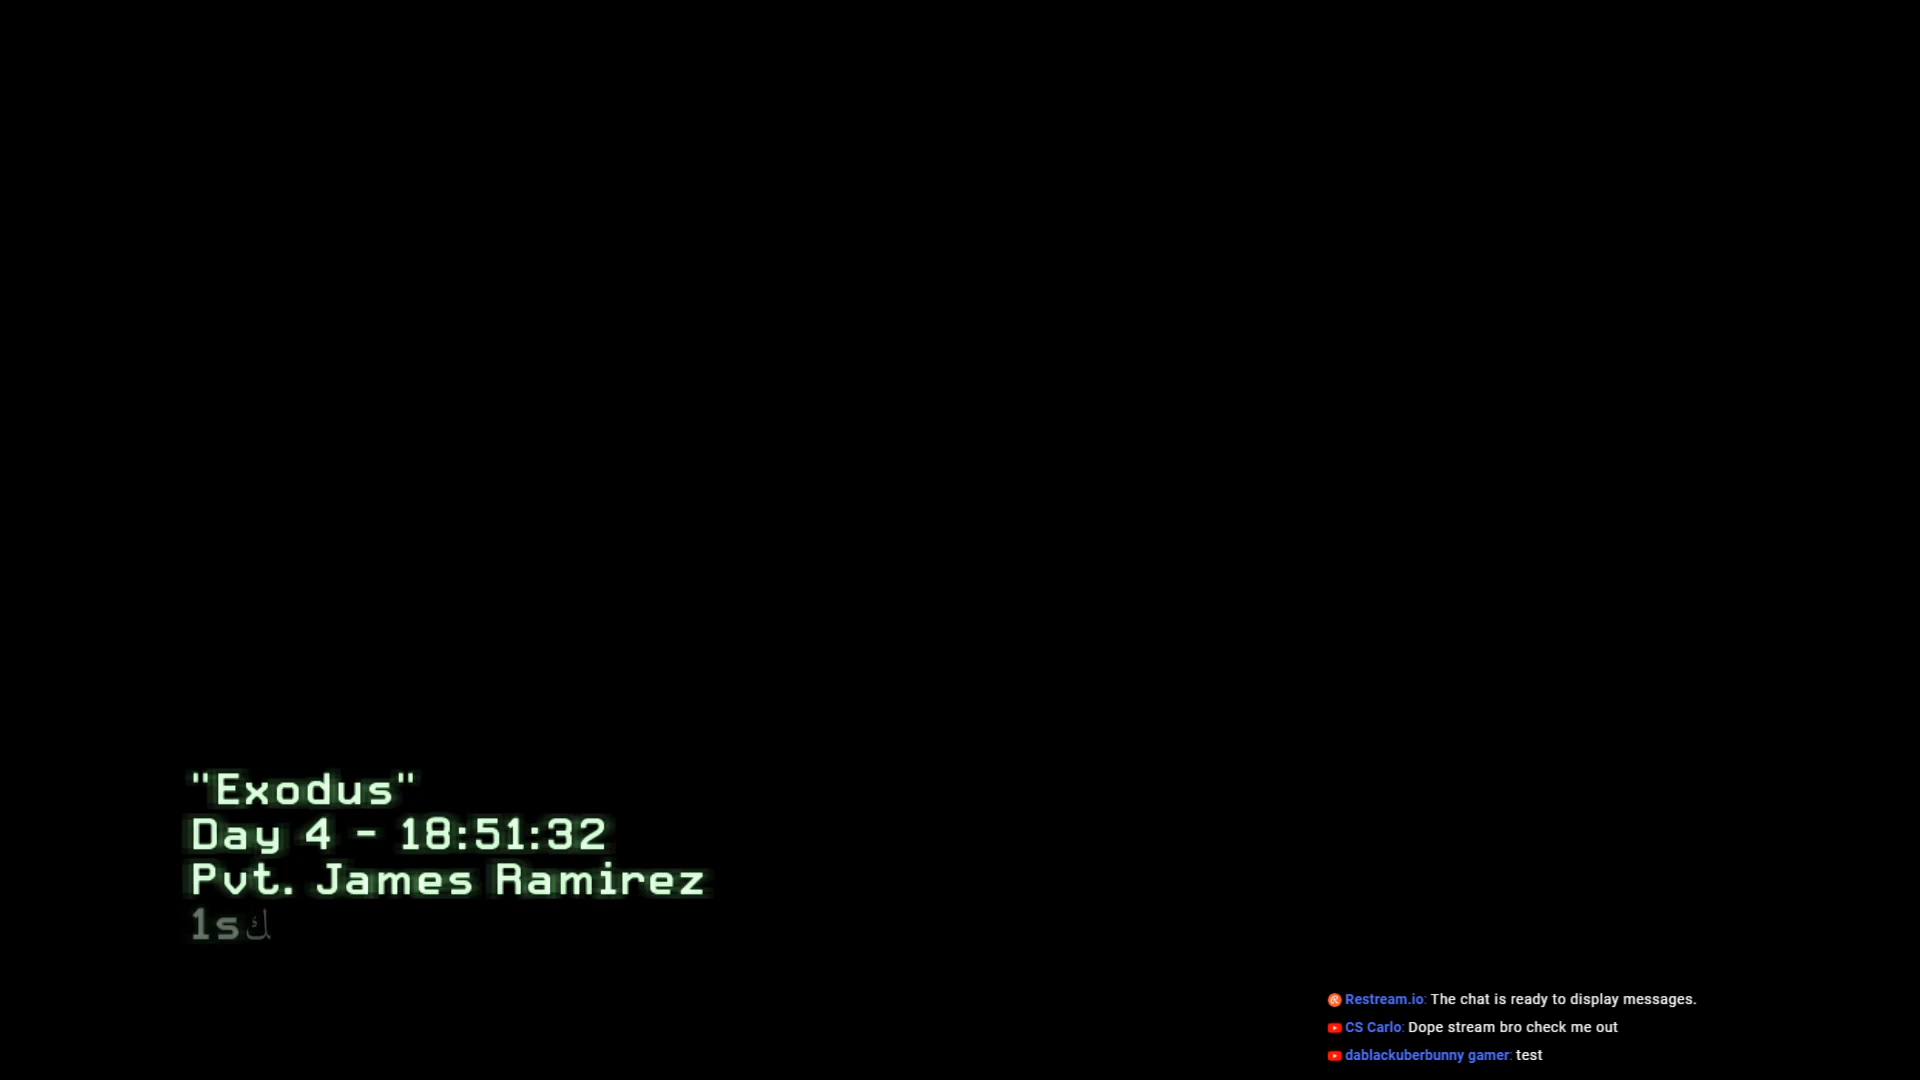 "Exodus"
Day 4 - 18:51:32
Pvt. James Ramirez
1sك
Restream.io: The chat is ready to display messages.
CS Carlo: Dope stream bro check me out
dablackuberbunny gamer: test